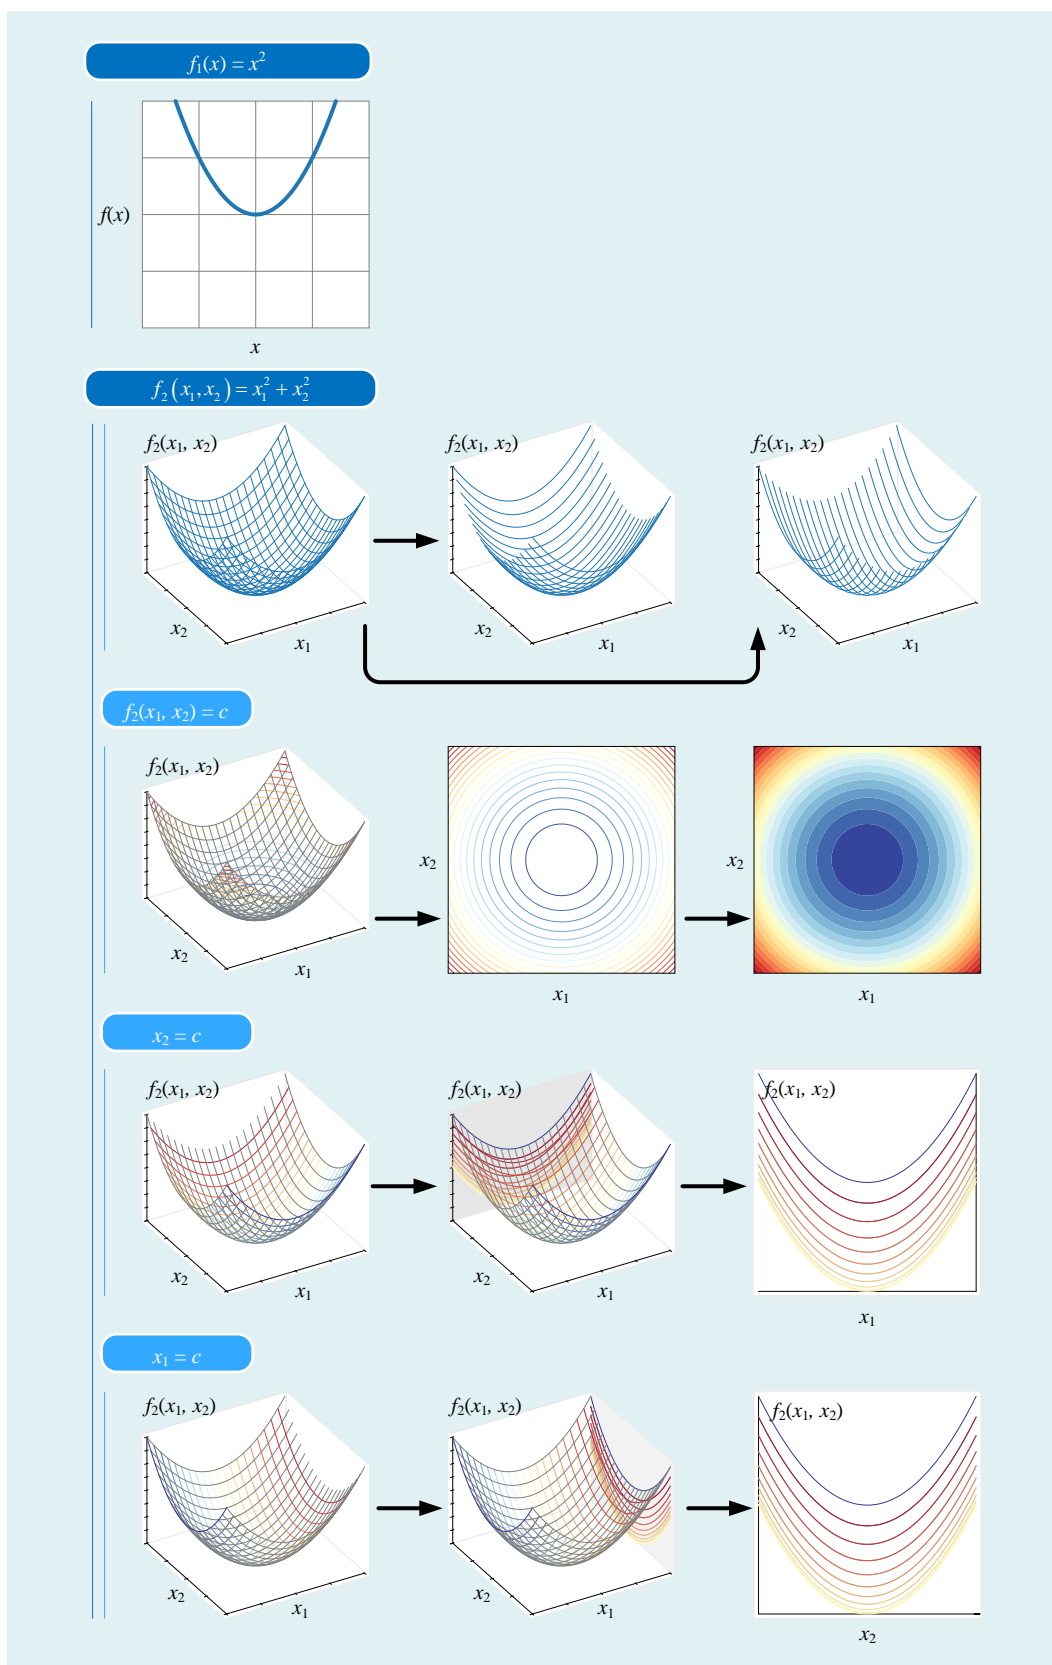 f₁(x) = x²
f(x)
x
f₂(x₁, x₂) = x₁² + x₂²
f₂(x₁, x₂)
f₂(x₁, x₂)
f₂(x₁, x₂)
x₂
x₁
x₂
x₁
x₂
x₁
f₂(x₁, x₂) = c
f₂(x₁, x₂)
x₂
x₂
x₂
x₁
x₁
x₁
x₂ = c
f₂(x₁, x₂)
f₂(x₁, x₂)
f₂(x₁, x₂)
x₂
x₁
x₂
x₁
x₁
x₁ = c
f₂(x₁, x₂)
f₂(x₁, x₂)
f₂(x₁, x₂)
x₂
x₁
x₂
x₁
x₂